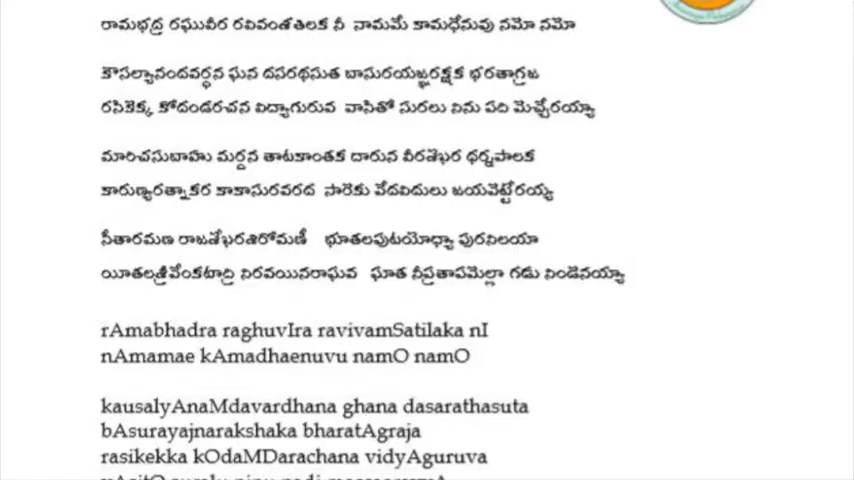 రామభద్ర రఘువీర రవివంశతిలక నీ నామమే కామధేనువు నమో నమో
కౌసల్యానందవర్ధన ఘన దసరథసుత బాసురయజ్ఞరక్షక భరతాగ్రజ
రసికెక్క కోదండరచన విద్యాగురువ వాసితో సురలు నిను పది మెచ్చేరయ్యా
మారిచసుబాహు మర్దన తాటకాంతక దారున వీరశెఖర ధర్మపాలక
కారుణ్యరత్నాకర కాకాసురవరద సారెకు వేదవిదులు జయవెట్టేరయ్య
సీతారమణ రాజశేఖరశిరోమణీ భూతలపుటయోధ్యా పురనిలయా
యీతలశ్రీవేంకటాద్రి నిరవయినరాఘవ ఘాత నీప్రతాపమెల్లా గడు నిండెనయ్యా
rAmabhadra raghuvIra ravivamSatilaka nI
nAmamae kAmadhaenuvu namO namO
kausalyAnaMdavardhana ghana dasarathasuta
bAsurayajnarakshaka bharatAgraja
rasikekka kOdaMDarachana vidyAguruva